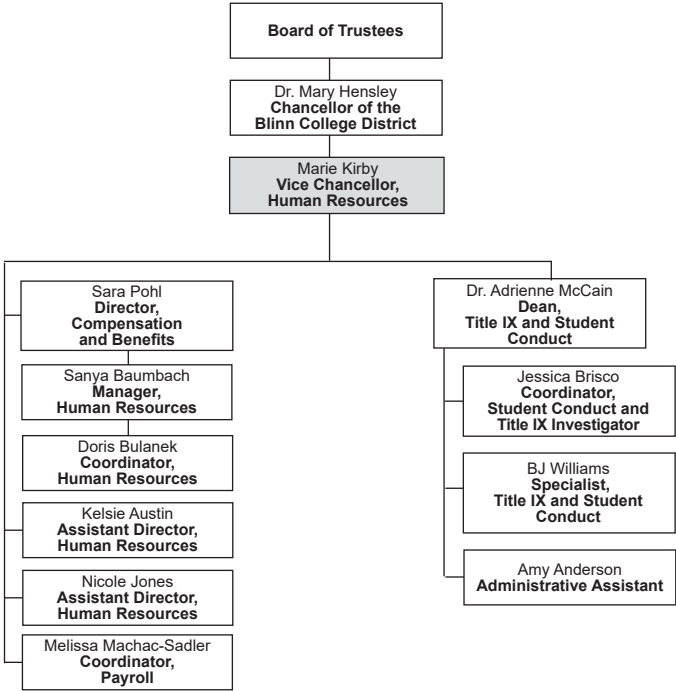 Board of Trustees
Dr. Mary Hensley
Chancellor of the
Blinn College District
Marie Kirby
Vice Chancellor,
Human Resources
Sara Pohl
Director,
Compensation
and Benefits
Sanya Baumbach
Manager,
Human Resources
Doris Bulanek
Coordinator,
Human Resources
Kelsie Austin
Assistant Director,
Human Resources
Nicole Jones
Assistant Director,
Human Resources
Melissa Machac-Sadler
Coordinator,
Payroll
Dr. Adrienne McCain
Dean,
Title IX and Student
Conduct
Jessica Brisco
Coordinator,
Student Conduct and
Title IX Investigator
BJ Williams
Specialist,
Title IX and Student
Conduct
Amy Anderson
Administrative Assistant